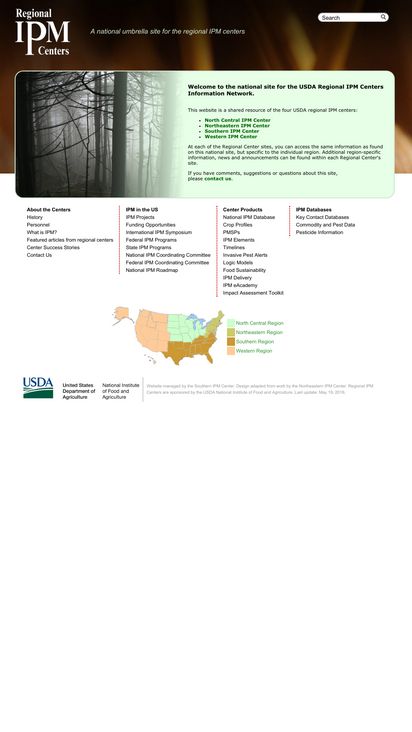 Regional
IPM
Centers
Search
A national umbrella site for the regional IPM centers
Welcome to the national site for the USDA Regional IPM Centers
Information Network.
This website is a shared resource of the four USDA regional IPM centers:
North Central IPM Center
Northeastern IPM Center
Southern IPM Center
Western IPM Center
At each of the Regional Center sites, you can access the same information as found
on this national site, but specific to the individual region. Additional region-specific
information, news and announcements can be found within each Regional Center's
site.
If you have comments, suggestions or questions about this site,
please contact us.
About the Centers
History
Personnel
What is IPM?
Featured articles from regional centers
Center Success Stories
Contact Us
IPM in the US
IPM Projects
Funding Opportunities
International IPM Symposium
Federal IPM Programs
State IPM Programs
National IPM Coordinating Committee
Federal IPM Coordinating Committee
National IPM Roadmap
Center Products
National IPM Database
Crop Profiles
PMSPs
IPM Elements
Timelines
Invasive Pest Alerts
Logic Models
Food Sustainability
IPM Delivery
IPM eAcademy
Impact Assessment Toolkit
IPM Databases
Key Contact Databases
Commodity and Pest Data
Pesticide Information
North Central Region
Northeastern Region
Southern Region
Western Region
USDA
United States
Department of
Agriculture
National Institute
of Food and
Agriculture
Website managed by the Southern IPM Center. Design adapted from work by the Northeastern IPM Center. Regional IPM
Centers are sponsored by the USDA National Institute of Food and Agriculture. Last update: May, 19, 2016.